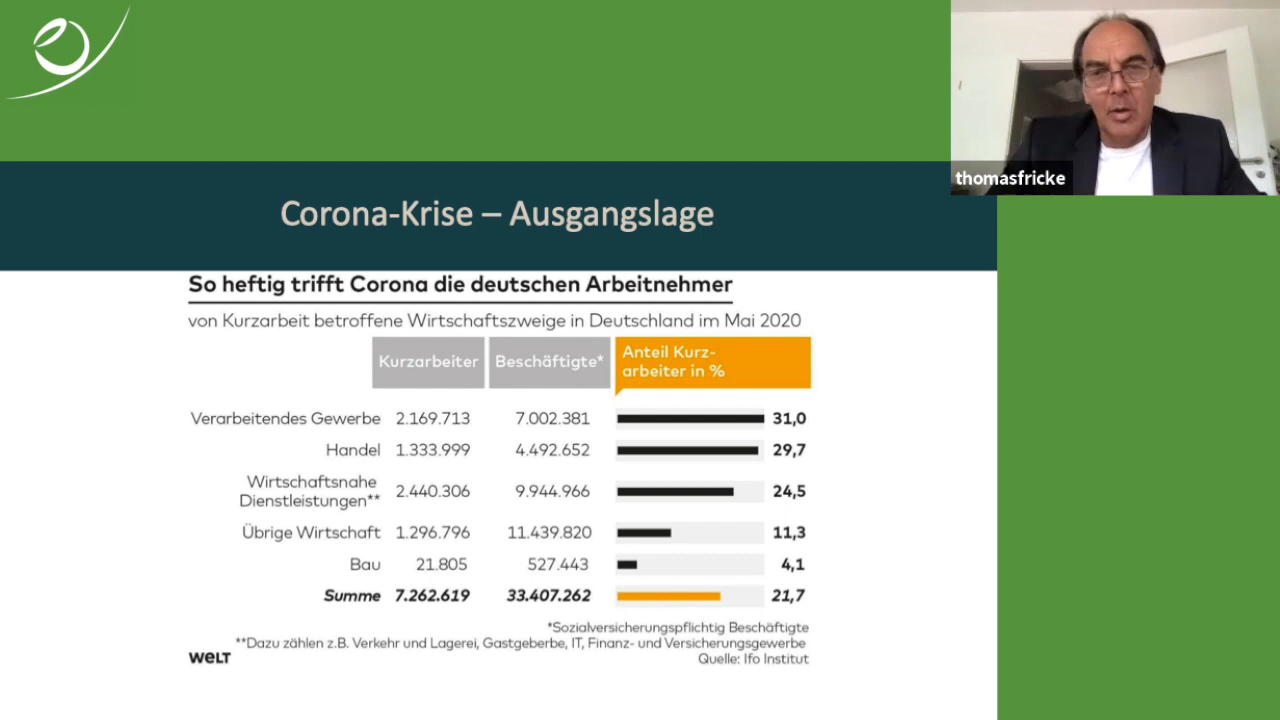 thomasfricke
Corona-Krise – Ausgangslage
So heftig trifft Corona die deutschen Arbeitnehmer
von Kurzarbeit betroffene Wirtschaftszweige in Deutschland im Mai 2020
Kurzarbeiter Beschäftigte* Anteil Kurz-
arbeiter in %
Verarbeitendes Gewerbe 2.169.713 7.002.381 31,0
Handel 1.333.999 4.492.652 29,7
Wirtschaftsnahe
Dienstleistungen** 2.440.306 9.944.966 24,5
Übrige Wirtschaft 1.296.796 11.439.820 11,3
Bau 21.805 527.443 4,1
Summe 7.262.619 33.407.262 21,7
*Sozialversicherungspflichtig Beschäftigte
**Dazu zählen z.B. Verkehr und Lagerei, Gastgeberbe, IT, Finanz- und Versicherungsgewerbe
WELT Quelle: Ifo Institut